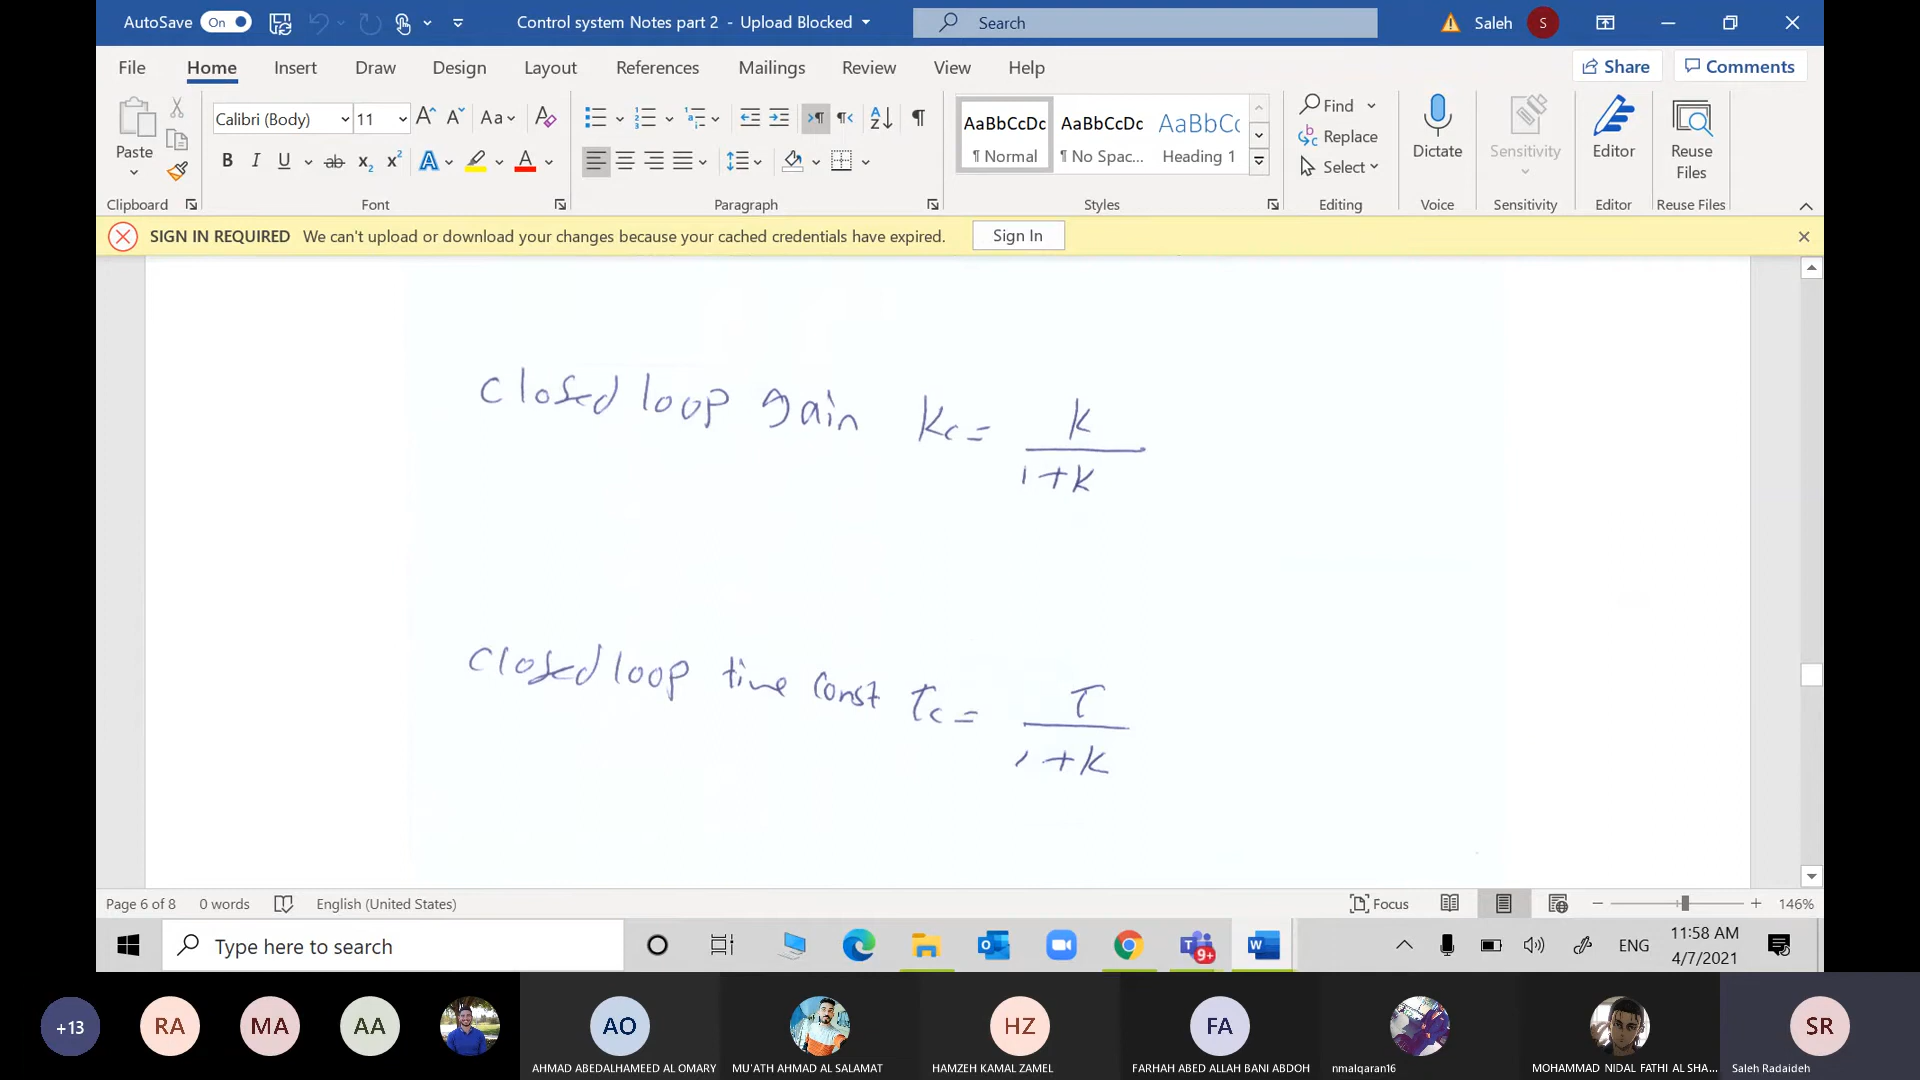 AutoSave On Control system Notes part 2 - Upload Blocked Search Saleh S
File Home Insert Draw Design Layout References Mailings Review View Help Share Comments
Calibri (Body) 11 Aa AaBbCcDc AaBbCcDc AaBbCc Find
Paste Replace Dictate Sensitivity Editor Reuse Files
B I U ab x₂ x² A A ¶ Normal ¶ No Spac... Heading 1 Select
Clipboard Font Paragraph Styles Editing Voice Sensitivity Editor Reuse Files
SIGN IN REQUIRED We can't upload or download your changes because your cached credentials have expired. Sign In
closed loop gain kc = k
1+k
closed loop time const τc = τ
1+k
Page 6 of 8 0 words English (United States) Focus 146%
Type here to search 9+ ENG 11:58 AM
4/7/2021
+13 RA MA AA AO HZ FA SR
AHMAD ABEDALHAMEED AL OMARY MU'ATH AHMAD AL SALAMAT HAMZEH KAMAL ZAMEL FARHAH ABED ALLAH BANI ABDOH nmalqaran16 MOHAMMAD NIDAL FATHI AL SHA... Saleh Radaideh